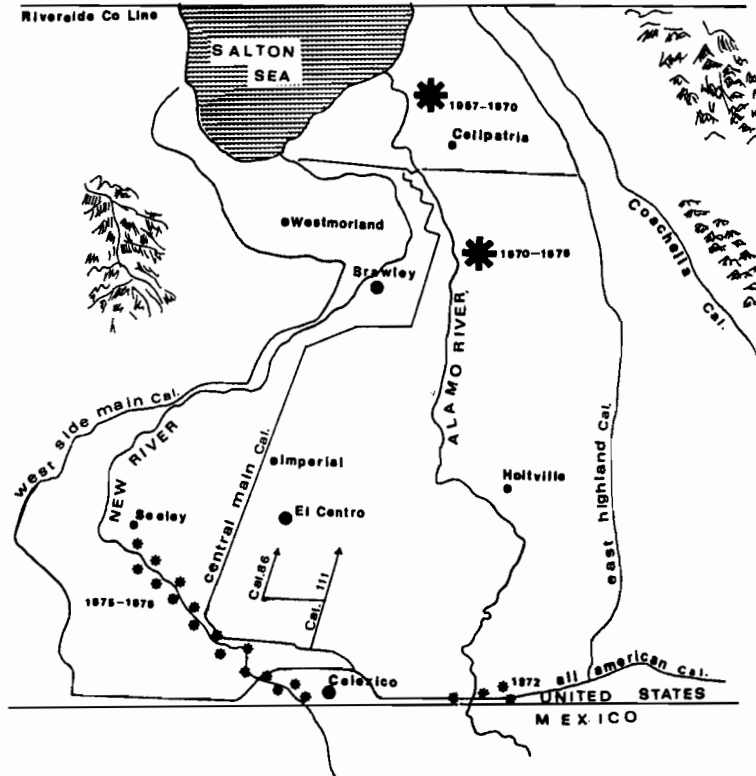 Riverside Co Line
SALTON
SEA
1957-1970
Calipatria
Westmorland
1970-1975
Brawley
Coachella
Cal.
west side main Cal.
NEW RIVER
ALAMO RIVER
central main Cal.
Imperial
El Centro
Holtville
Seeley
east highland Cal.
Cal.86
Cal. 111
1975-1976
Calexico
1972
all american Cal.
UNITED STATES
MEXICO